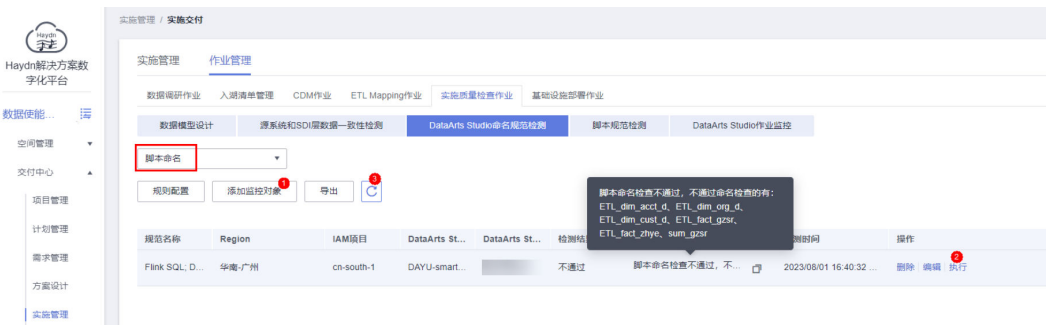 实施管理 / 实施交付
Haydn
Haydn解决方案数
字化平台
数据使能...
空间管理
交付中心
项目管理
计划管理
需求管理
方案设计
实施管理
实施管理 作业管理
数据调研作业 入湖清单管理 CDM作业 ETL Mapping作业 实施质量检查作业 基础设施部署作业
数据模型设计 源系统和SDI层数据一致性检测 DataArts Studio命名规范检测 脚本规范检测 DataArts Studio作业监控
脚本命名
规则配置 添加监控对象 1 导出 3
脚本命名检查不通过，不通过命名检查的有：
ETL_dim_acct_d、ETL_dim_org_d、
ETL_dim_cust_d、ETL_fact_gzsr、
ETL_fact_zhye、sum_gzsr
规范名称 Region IAM项目 DataArts St... DataArts St... 检测结 测时间 操作
Flink SQL; D... 华南-广州 cn-south-1 DAYU-smart... 不通过 脚本命名检查不通过，不... 2023/08/01 16:40:32 ... 删除 编辑 执行 2